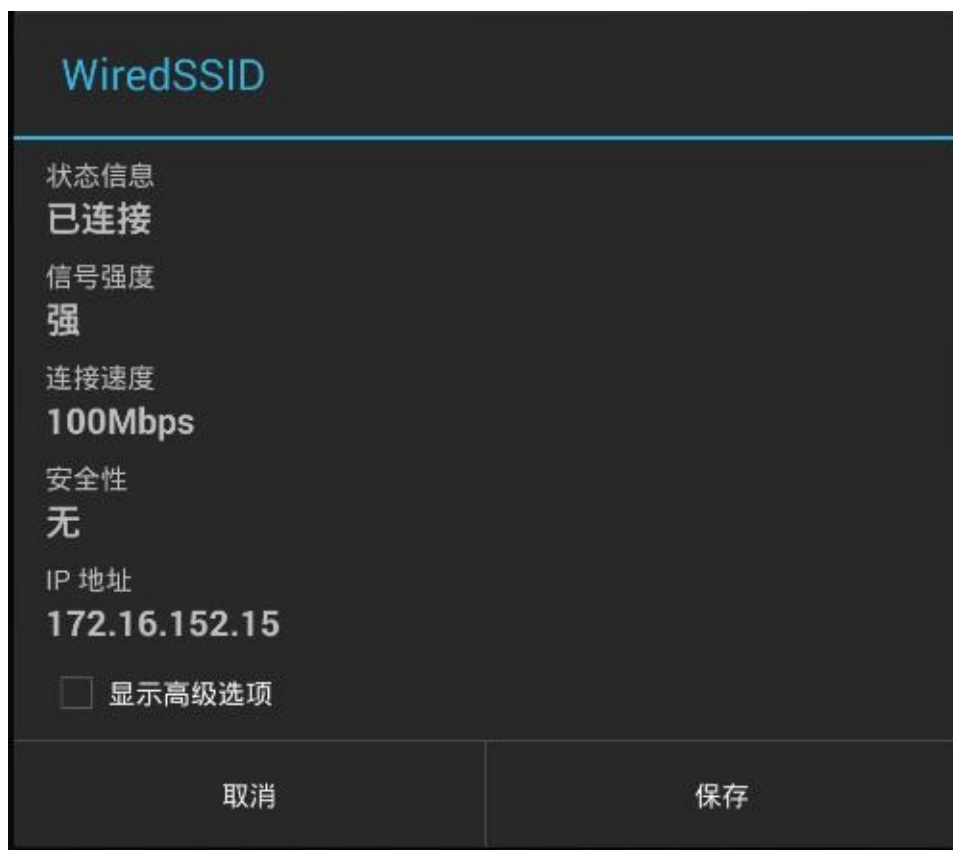 WiredSSID
状态信息
已连接
信号强度
强
连接速度
100Mbps
安全性
无
IP 地址
172.16.152.15
显示高级选项
取消
保存